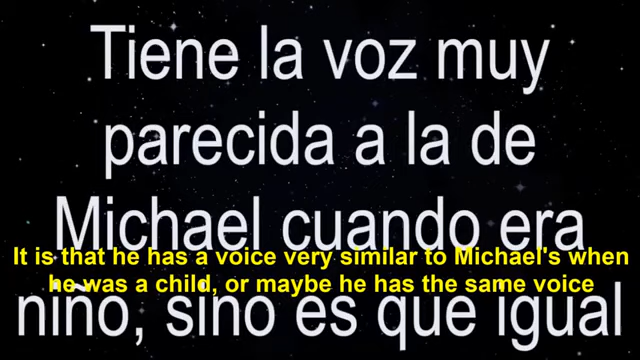 Tiene la voz muy
parecida a la de
Michael cuando era
It is that he has a voice very similar to Michael's when
he was a child, or maybe he has the same voice
niño, sino es que igual